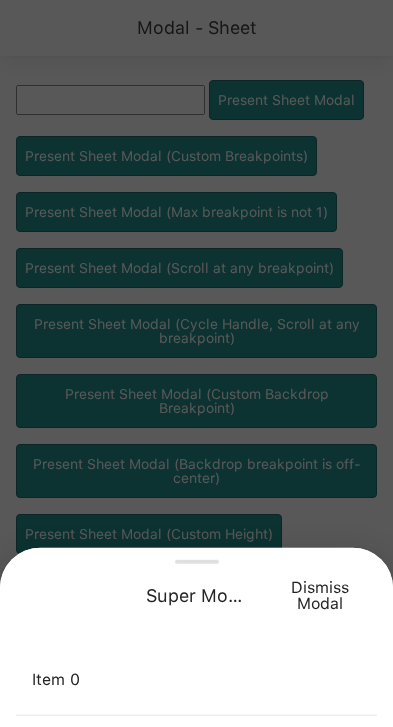 Modal - Sheet
Present Sheet Modal
Present Sheet Modal (Custom Breakpoints)
Present Sheet Modal (Max breakpoint is not 1)
Present Sheet Modal (Scroll at any breakpoint)
Present Sheet Modal (Cycle Handle, Scroll at any
breakpoint)
Present Sheet Modal (Custom Backdrop
Breakpoint)
Present Sheet Modal (Backdrop breakpoint is off-
center)
Present Sheet Modal (Custom Height)
Super Mo...
Dismiss
Modal
Item 0